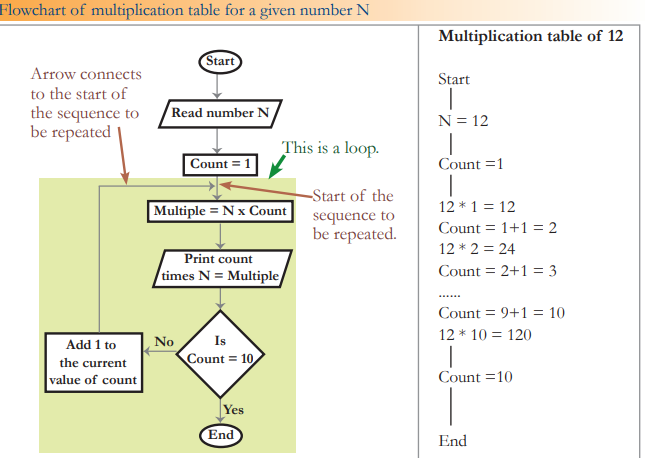 Flowchart of multiplication table for a given number N
Start
Arrow connects
to the start of
the sequence to
be repeated
Read number N
Count = 1
This is a loop.
Multiple = N x Count
Start of the
sequence to
be repeated.
Print count
times N = Multiple
Is
Count = 10
No
Add 1 to
the current
value of count
Yes
End
Multiplication table of 12
Start
N = 12
Count =1
12 * 1 = 12
Count = 1+1 = 2
12 * 2 = 24
Count = 2+1 = 3
......
Count = 9+1 = 10
12 * 10 = 120
Count =10
End